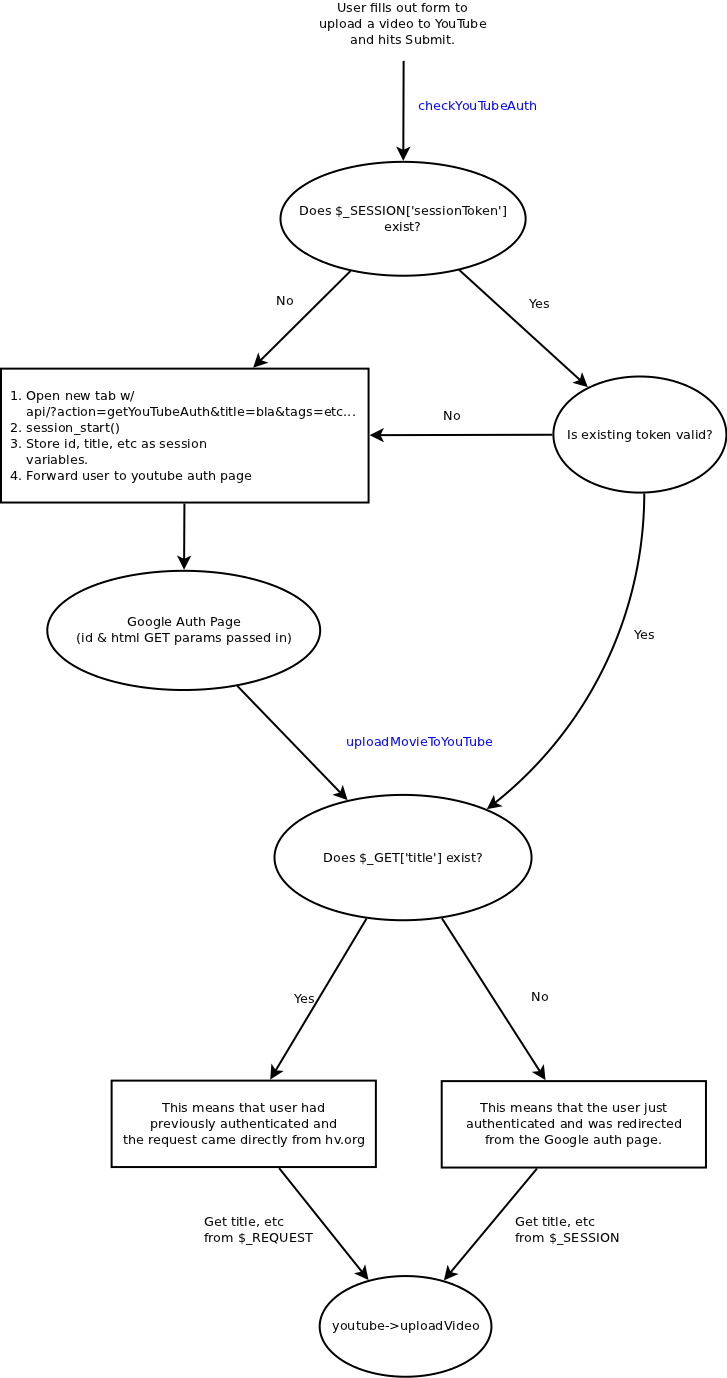 User fills out form to
upload a video to YouTube
and hits Submit.
checkYouTubeAuth
Does $_SESSION['sessionToken']
exist?
No
Yes
1. Open new tab w/
api/?action=getYouTubeAuth&title=bla&tags=etc...
2. session_start()
3. Store id, title, etc as session
variables.
4. Forward user to youtube auth page
No
Is existing token valid?
Google Auth Page
(id & html GET params passed in)
Yes
uploadMovieToYouTube
Does $_GET['title'] exist?
Yes
No
This means that user had
previously authenticated and
the request came directly from hv.org
This means that the user just
authenticated and was redirected
from the Google auth page.
Get title, etc
from $_REQUEST
Get title, etc
from $_SESSION
youtube->uploadVideo